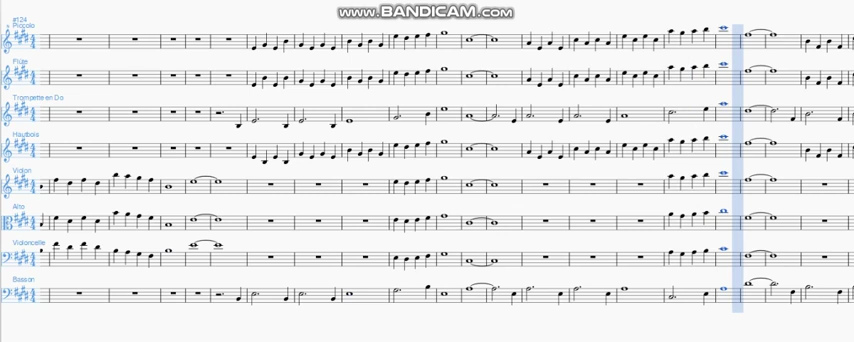 www.BANDICAM.com
#124
Piccolo
Flûte
Trompette en Do
Hautbois
Violon
Alto
Violoncelle
Basson